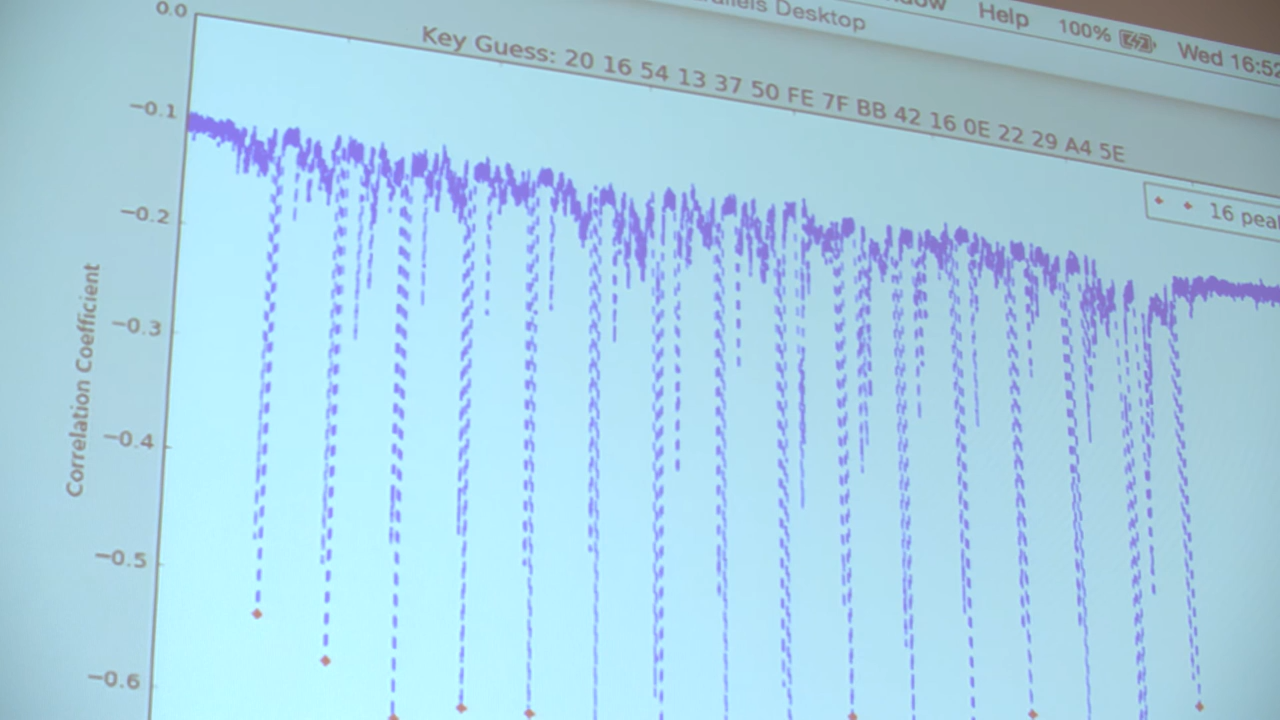 Desktop
Help 100% Wed 16:52
Key Guess: 20 16 54 13 37 50 FE 7F BB 42 16 0E 22 29 A4 5E
16
0.0
−0.1
−0.2
−0.3
−0.4
−0.5
−0.6
Correlation Coefficient